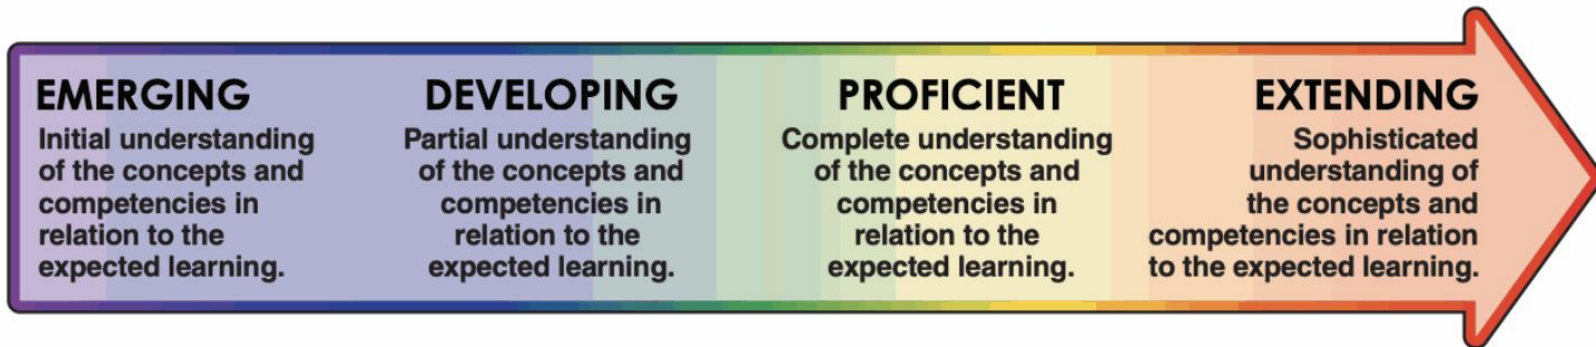 EMERGING
Initial understanding
of the concepts and
competencies in
relation to the
expected learning.
DEVELOPING
Partial understanding
of the concepts and
competencies in
relation to the
expected learning.
PROFICIENT
Complete understanding
of the concepts and
competencies in
relation to the
expected learning.
EXTENDING
Sophisticated
understanding of
the concepts and
competencies in relation
to the expected learning.